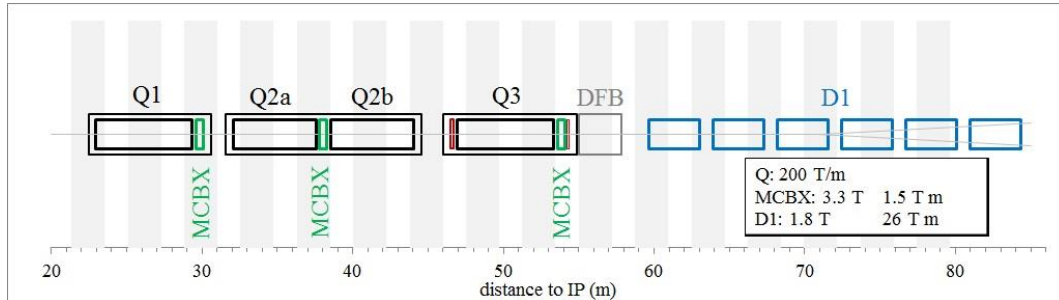 Q1 Q2a Q2b Q3 DFB D1
MCBX MCBX MCBX
Q: 200 T/m
MCBX: 3.3 T 1.5 T m
D1: 1.8 T 26 T m
20 30 40 50 60 70 80
distance to IP (m)